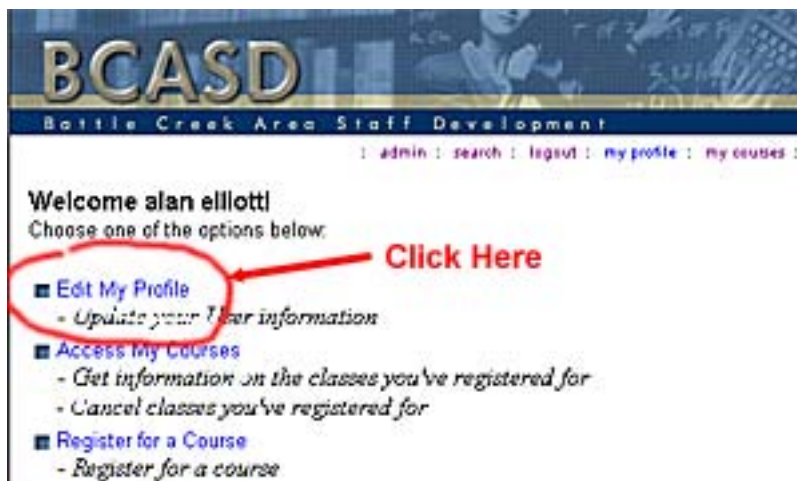 BCASD
Battle Creek Area Staff Development
: admin : search : logout : my profile : my courses :
Welcome alan elliott!
Choose one of the options below:
Click Here
Edit My Profile
- Update your User information
Access My Courses
- Get information on the classes you've registered for
- Cancel classes you've registered for
Register for a Course
- Register for a course